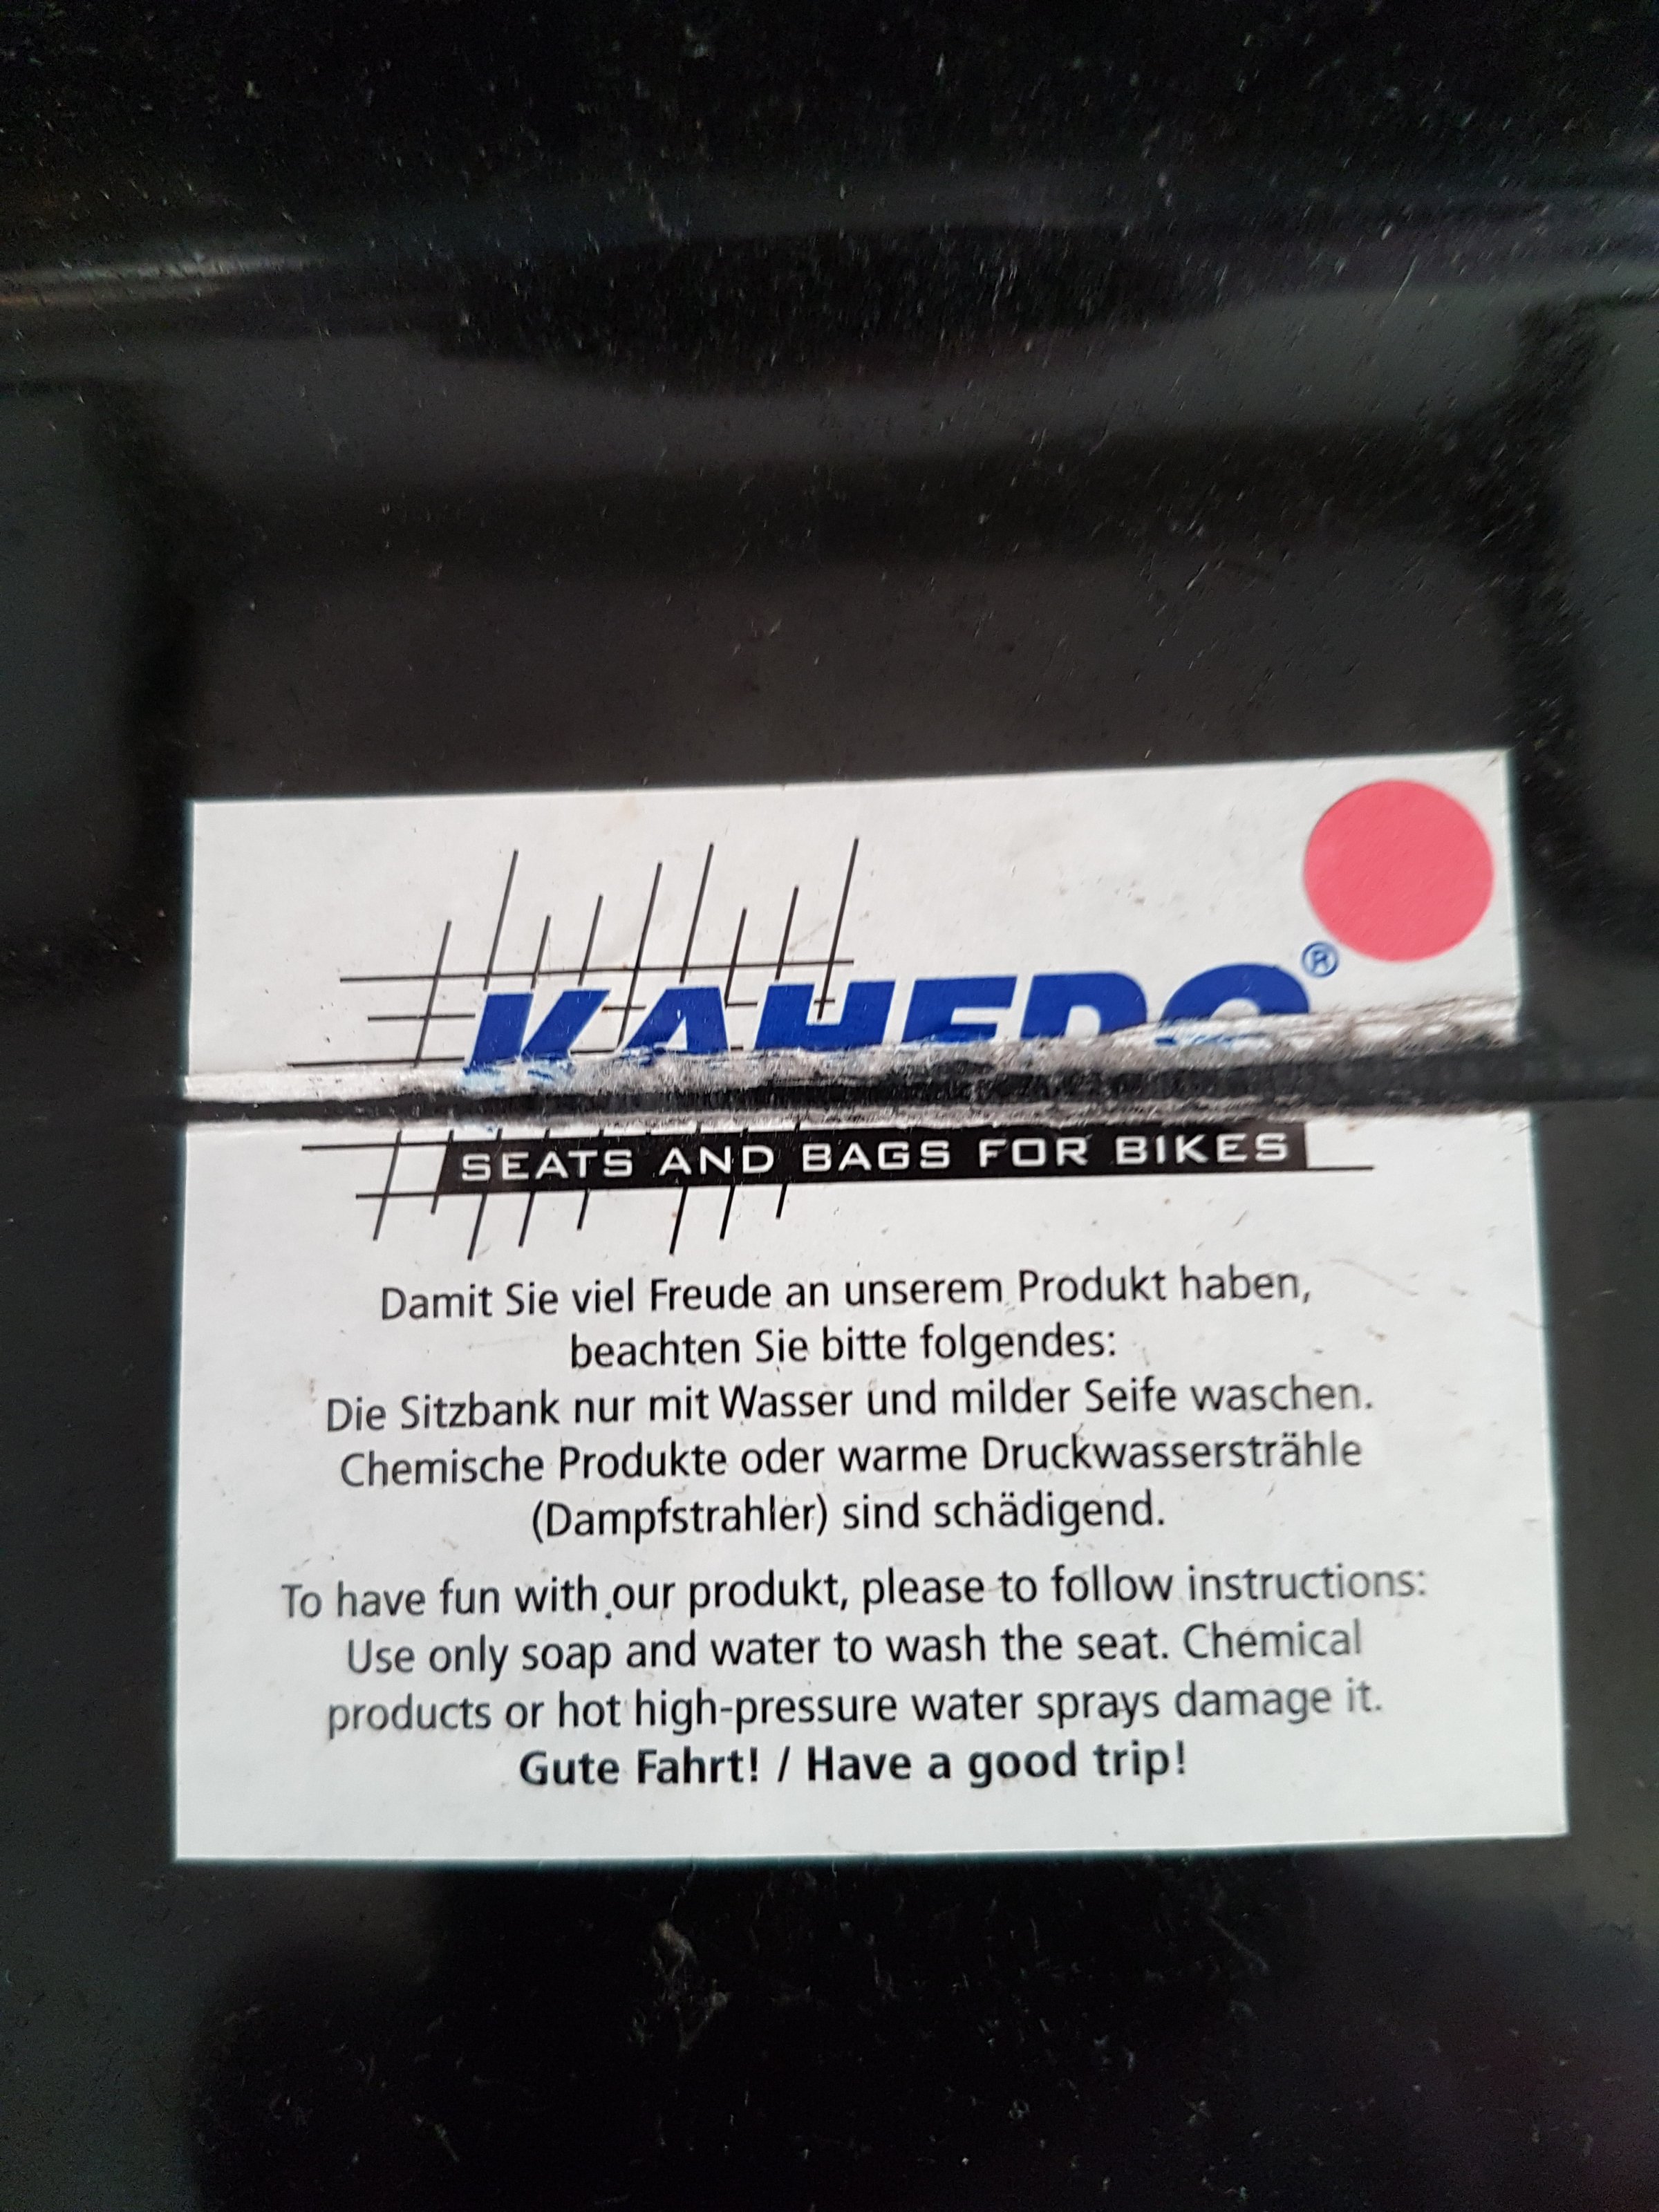 KAHEDO®
SEATS AND BAGS FOR BIKES
Damit Sie viel Freude an unserem Produkt haben,
beachten Sie bitte folgendes:
Die Sitzbank nur mit Wasser und milder Seife waschen.
Chemische Produkte oder warme Druckwassersträhle
(Dampfstrahler) sind schädigend.
To have fun with our produkt, please to follow instructions:
Use only soap and water to wash the seat. Chemical
products or hot high-pressure water sprays damage it.
Gute Fahrt! / Have a good trip!